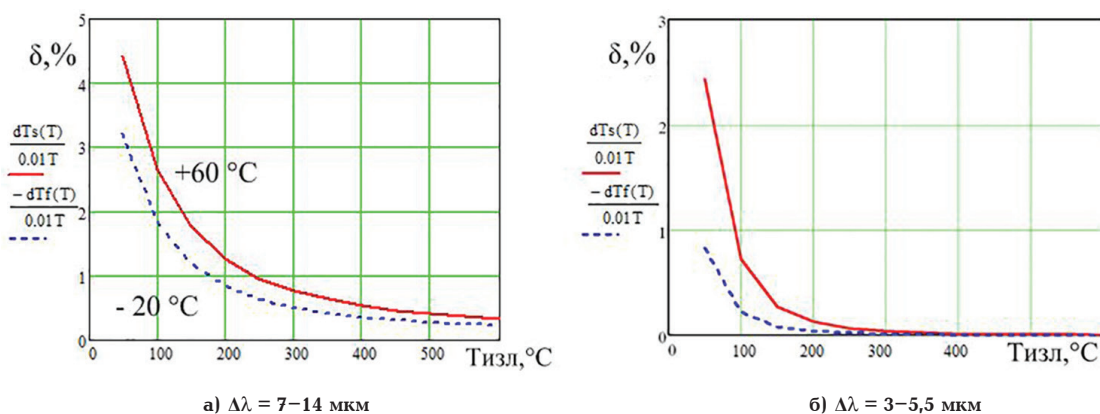 5
δ,%
4
dTs(T)
0.01T
3
– dTf(T)
0.01T
2
+60 °C
1
- 20 °C
0
0 100 200 300 400 500
Тизл,°C
а) Δλ = 7–14 мкм
3
δ,%
2
dTs(T)
0.01T
– dTf(T)
0.01T
1
0
0 100 200 300 400
Тизл,°C
б) Δλ = 3–5,5 мкм